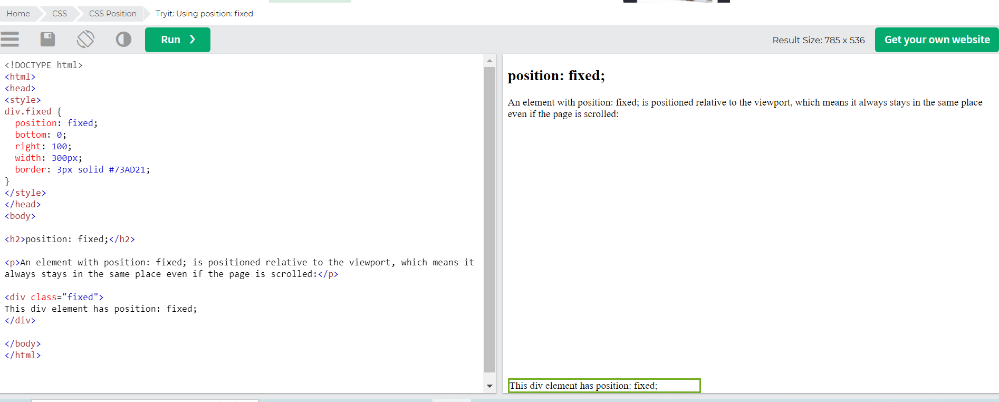 Home CSS CSS Position Tryit: Using position: fixed
Run ❯ Result Size: 785 x 536 Get your own website
<!DOCTYPE html>
<html>
<head>
<style>
div.fixed {
  position: fixed;
  bottom: 0;
  right: 100;
  width: 300px;
  border: 3px solid #73AD21;
}
</style>
</head>
<body>

<h2>position: fixed;</h2>

<p>An element with position: fixed; is positioned relative to the viewport, which means it
always stays in the same place even if the page is scrolled:</p>

<div class="fixed">
This div element has position: fixed;
</div>

</body>
</html>
position: fixed;
An element with position: fixed; is positioned relative to the viewport, which means it always stays in the same place
even if the page is scrolled:
This div element has position: fixed;